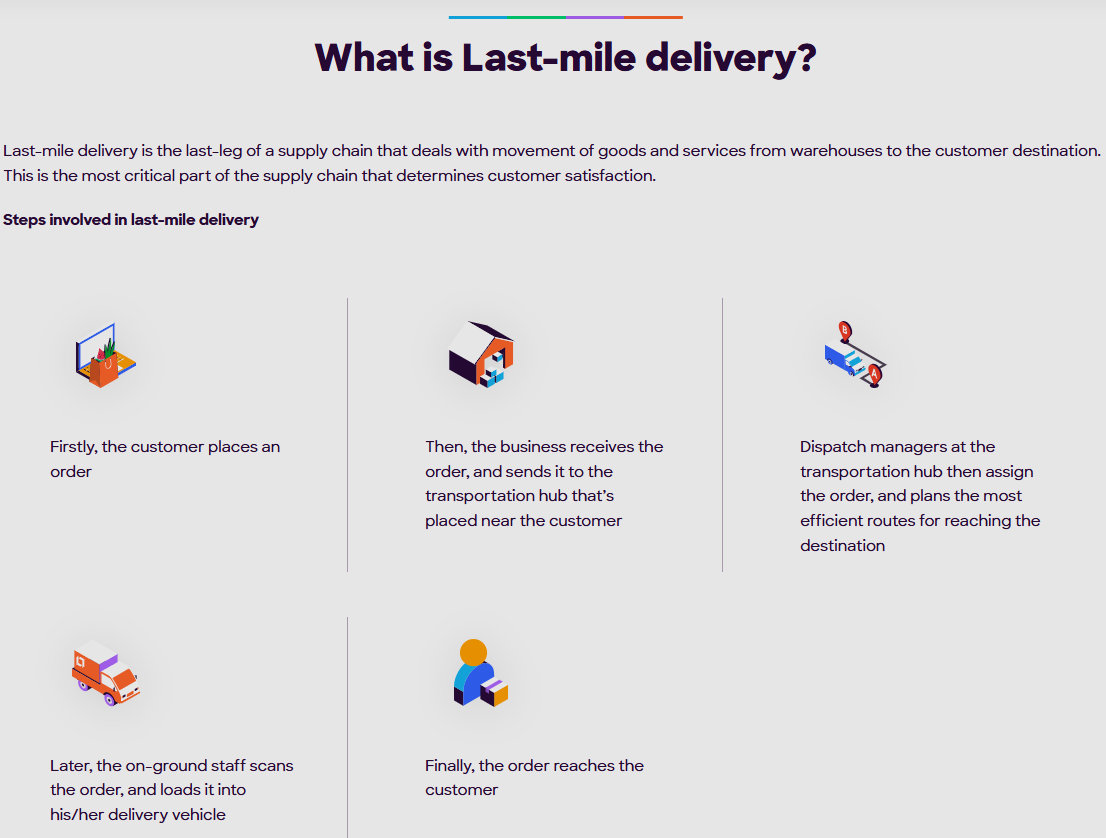 What is Last-mile delivery?
Last-mile delivery is the last-leg of a supply chain that deals with movement of goods and services from warehouses to the customer destination.
This is the most critical part of the supply chain that determines customer satisfaction.
Steps involved in last-mile delivery
B
A
Firstly, the customer places an
order
Then, the business receives the
order, and sends it to the
transportation hub that's
placed near the customer
Dispatch managers at the
transportation hub then assign
the order, and plans the most
efficient routes for reaching the
destination
Later, the on-ground staff scans
the order, and loads it into
his/her delivery vehicle
Finally, the order reaches the
customer